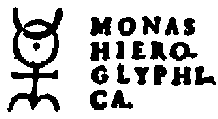 MONAS
HIERO-
GLYPHI-
CA.